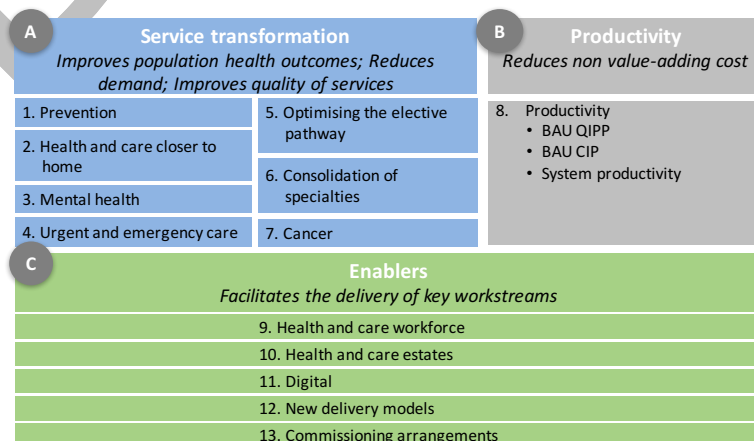 A
Service transformation
Improves population health outcomes; Reduces
demand; Improves quality of services
1. Prevention
2. Health and care closer to
home
3. Mental health
4. Urgent and emergency care
5. Optimising the elective
pathway
6. Consolidation of
specialties
7. Cancer
B
Productivity
Reduces non value-adding cost
8. Productivity
• BAU QIPP
• BAU CIP
• System productivity
C
Enablers
Facilitates the delivery of key workstreams
9. Health and care workforce
10. Health and care estates
11. Digital
12. New delivery models
13. Commissioning arrangements